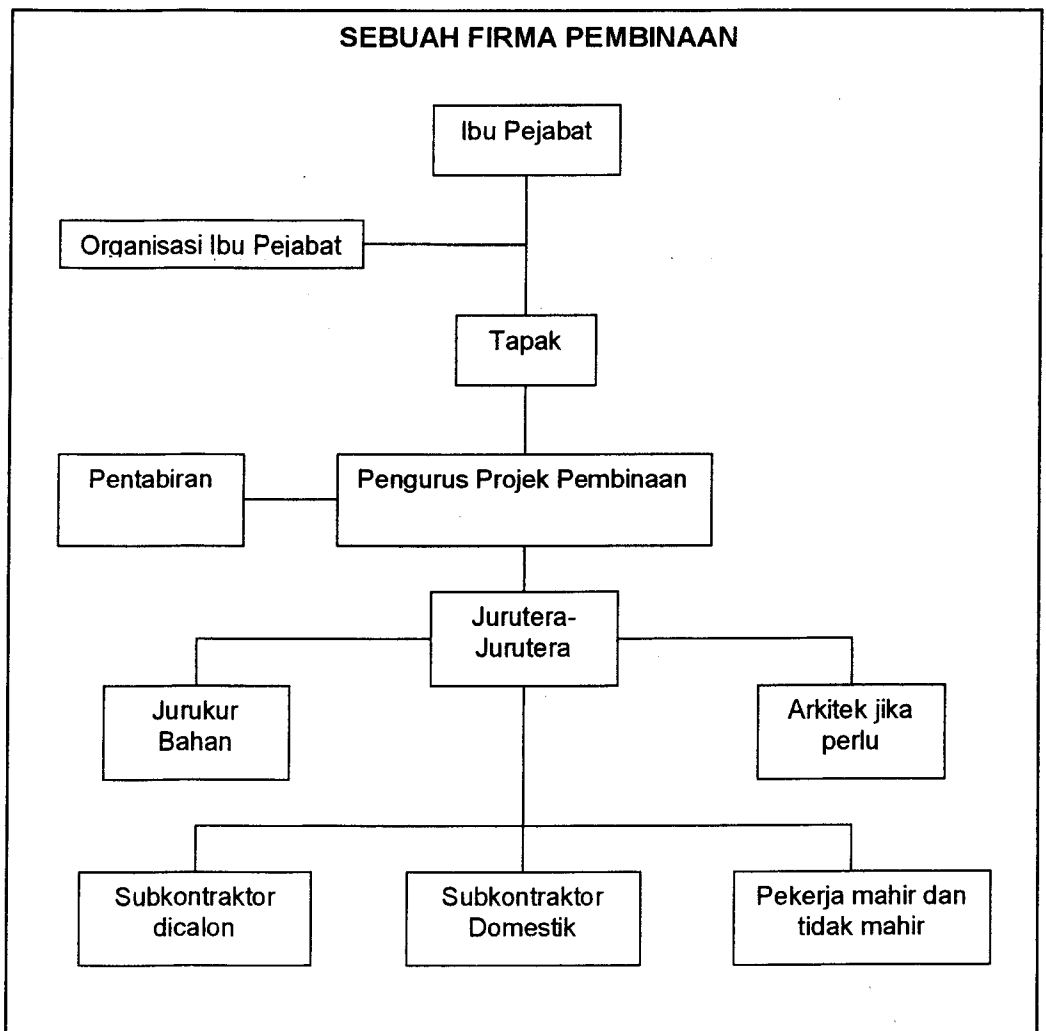 SEBUAH FIRMA PEMBINAAN
Ibu Pejabat
Organisasi Ibu Pejabat
Tapak
Pentabiran
Pengurus Projek Pembinaan
Jurutera-
Jurutera
Jurukur
Bahan
Arkitek jika
perlu
Subkontraktor
dicalon
Subkontraktor
Domestik
Pekerja mahir dan
tidak mahir